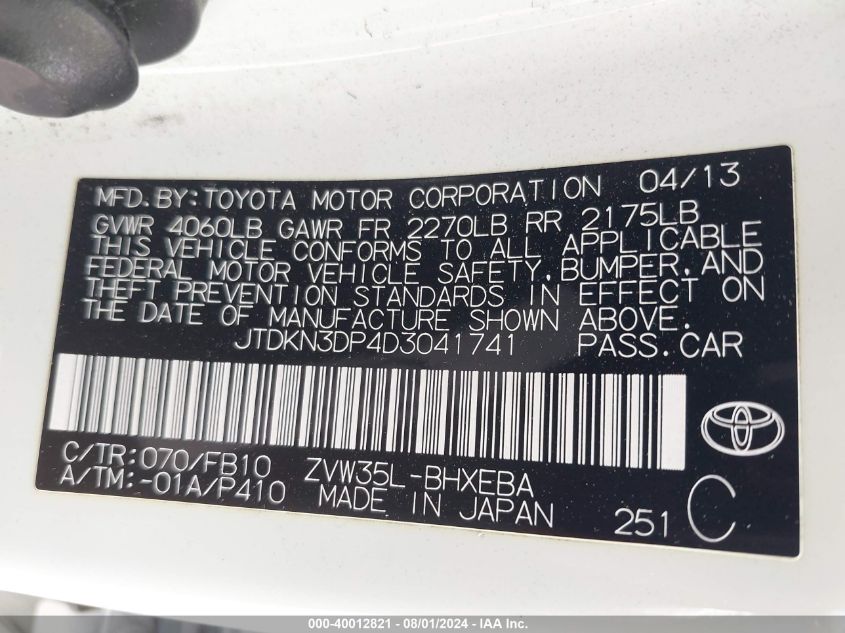 MFD. BY: TOYOTA MOTOR CORPORATION 04/13
GVWR 4060LB GAWR FR 2270LB RR 2175LB
THIS VEHICLE CONFORMS TO ALL APPLICABLE
FEDERAL MOTOR VEHICLE SAFETY, BUMPER, AND
THEFT PREVENTION STANDARDS IN EFFECT ON
THE DATE OF MANUFACTURE SHOWN ABOVE.
JTDKN3DP4D3041741 PASS. CAR
C/TR: 070/FB10 ZVW35L-BHXEBA
A/TM: -01A/P410 MADE IN JAPAN
251 C
000-40012821 - 08/01/2024 - IAA Inc.